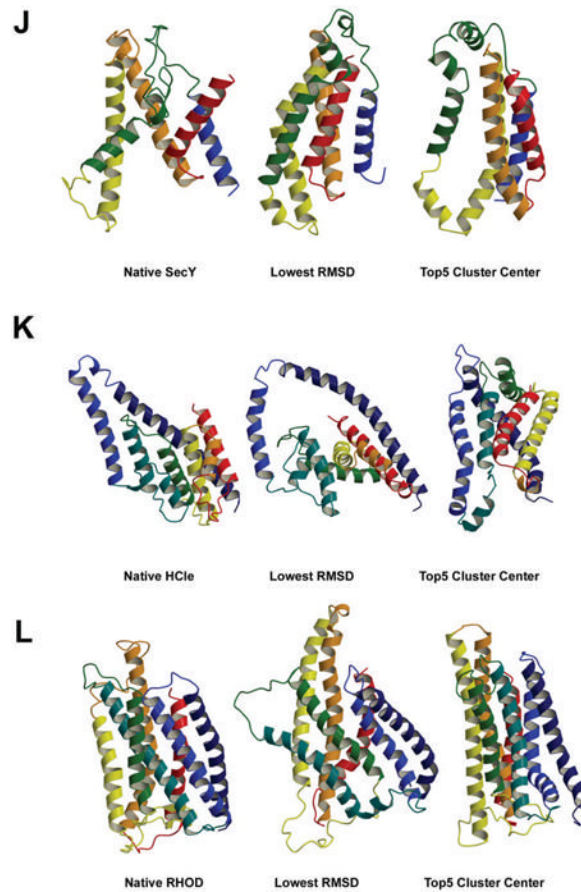 J
Native SecY Lowest RMSD Top5 Cluster Center
K
Native HCIe Lowest RMSD Top5 Cluster Center
L
Native RHOD Lowest RMSD Top5 Cluster Center